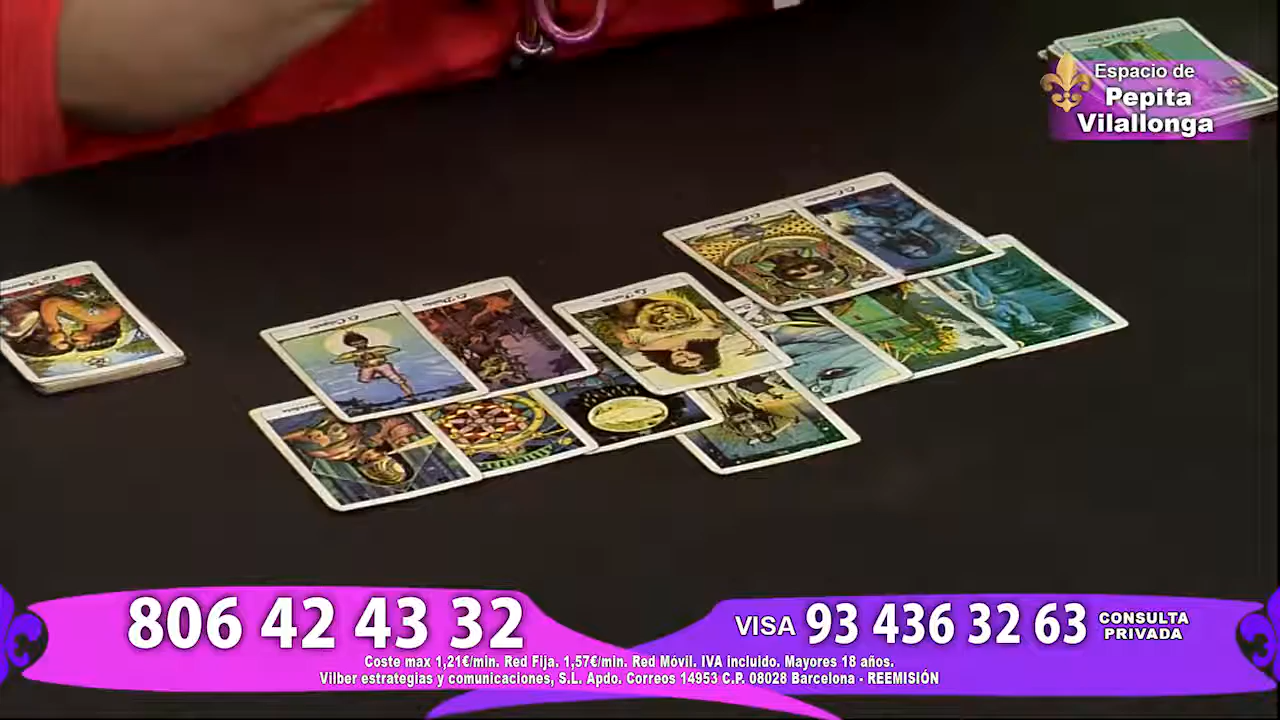 Espacio de
Pepita
Vilallonga
806 42 43 32
VISA 93 436 32 63 CONSULTA PRIVADA
Coste max 1,21€/min. Red Fija. 1,57€/min. Red Móvil. IVA incluido. Mayores 18 años.
Vilber estrategias y comunicaciones, S.L. Apdo. Correos 14953 C.P. 08028 Barcelona - REEMISIÓN